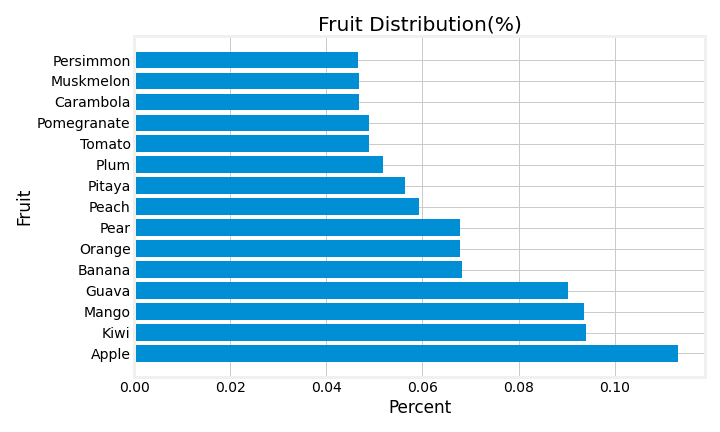 Fruit Distribution(%)
Fruit
Persimmon
Muskmelon
Carambola
Pomegranate
Tomato
Plum
Pitaya
Peach
Pear
Orange
Banana
Guava
Mango
Kiwi
Apple
0.00 0.02 0.04 0.06 0.08 0.10
Percent